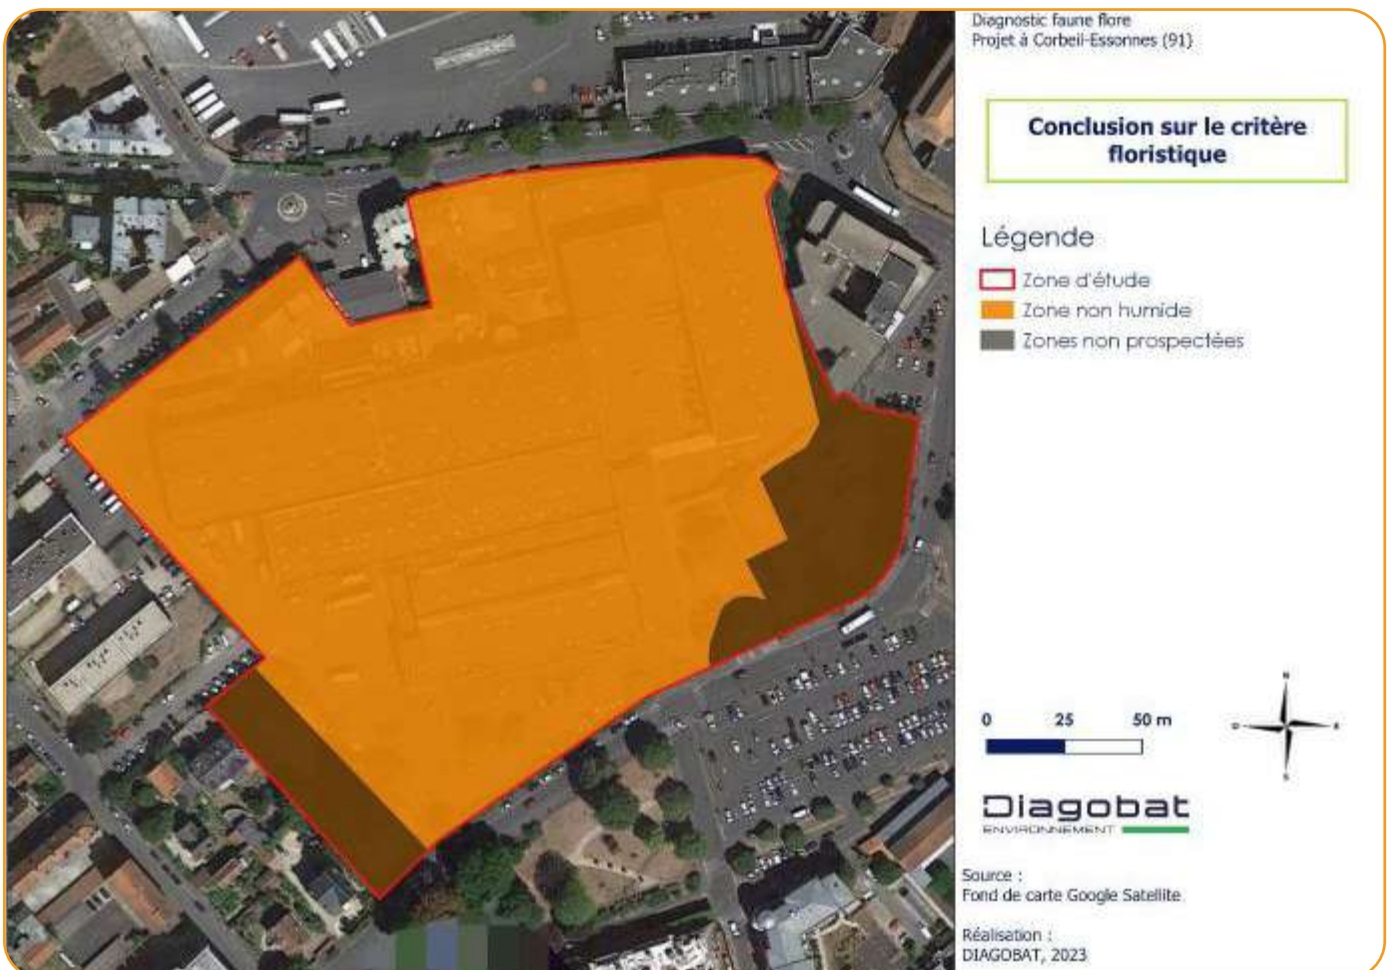 Diagnostic faune flore
Projet à Corbeil-Essonnes (91)
Conclusion sur le critère
floristique
Légende
Zone d'étude
Zone non humide
Zones non prospectées
0 25 50 m
N
O E
S
Diagobat
ENVIRONNEMENT
Source :
Fond de carte Google Satellite
Réalisation :
DIAGOBAT, 2023